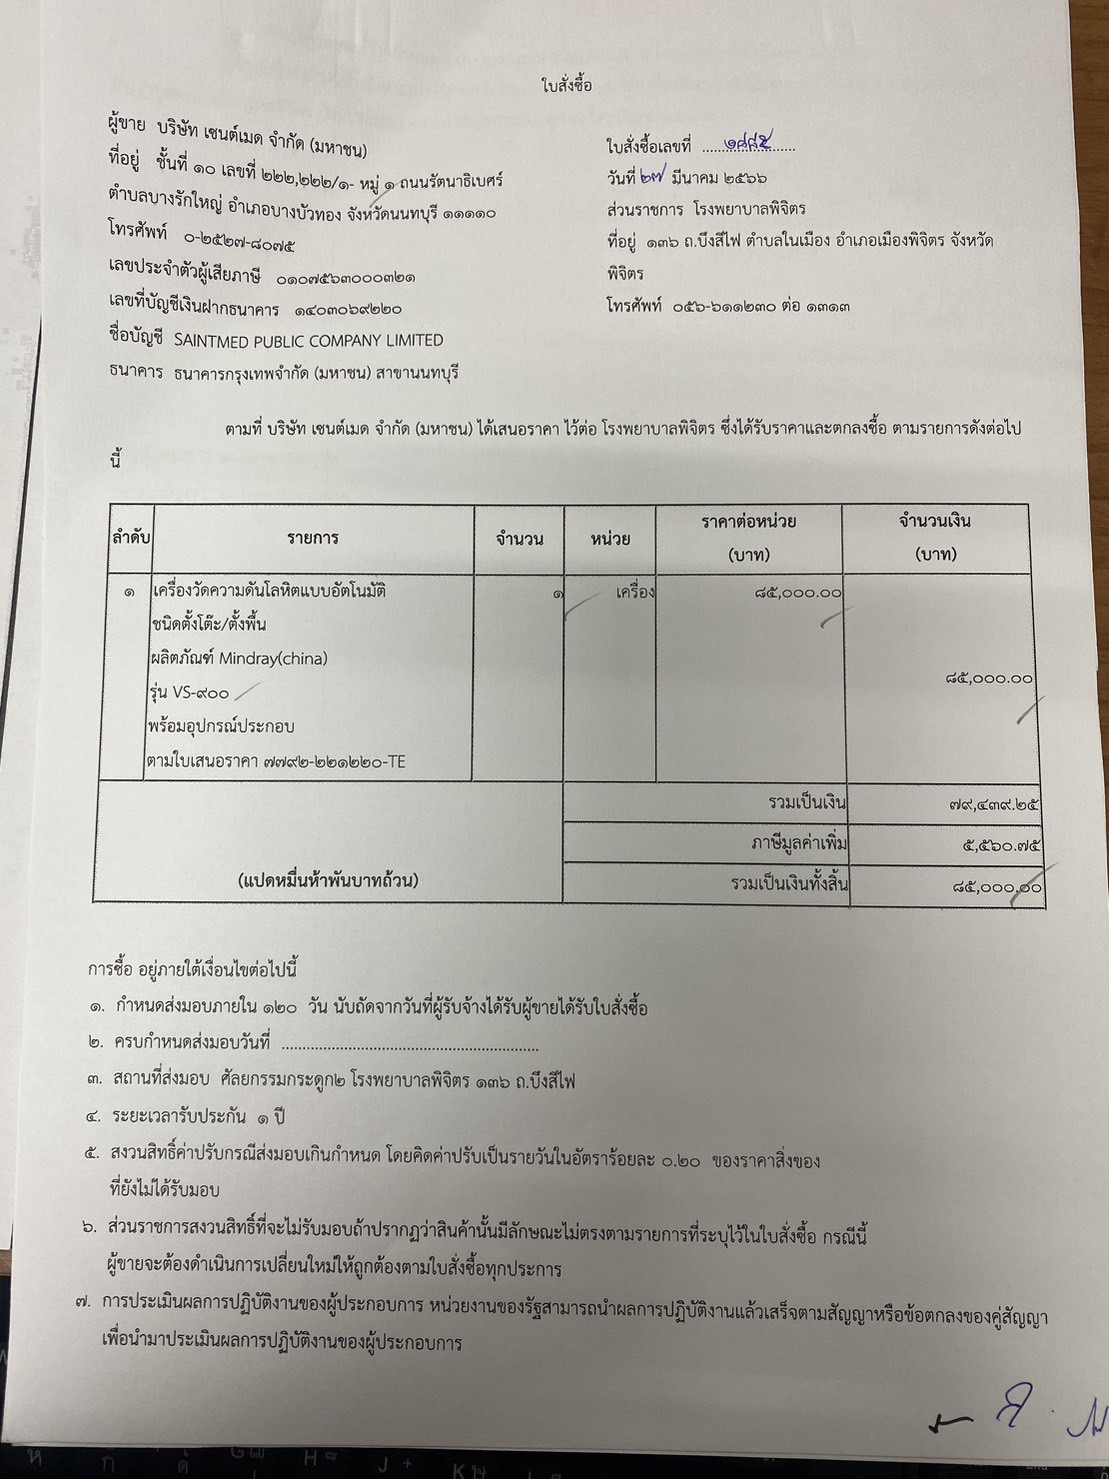 ใบสั่งซื้อ
ผู้ขาย บริษัท เซนต์เมด จำกัด (มหาชน)
ที่อยู่ ชั้นที่ ๑๐ เลขที่ ๒๒๒,๒๒๒/๑- หมู่ ๑ ถนนรัตนาธิเบศร์
ตำบลบางรักใหญ่ อำเภอบางบัวทอง จังหวัดนนทบุรี ๑๑๑๑๐
โทรศัพท์ ๐-๒๕๒๗-๘๐๗๕
เลขประจำตัวผู้เสียภาษี ๐๑๐๗๕๖๓๐๐๐๓๒๑
เลขที่บัญชีเงินฝากธนาคาร ๑๔๐๓๐๖๙๒๒๐
ชื่อบัญชี SAINTMED PUBLIC COMPANY LIMITED
ธนาคาร ธนาคารกรุงเทพจำกัด (มหาชน) สาขานนทบุรี
ใบสั่งซื้อเลขที่
วันที่ ๒๗ มีนาคม ๒๕๖๖
ส่วนราชการ โรงพยาบาลพิจิตร
ที่อยู่ ๑๓๖ ถ.บึงสีไฟ ตำบลในเมือง อำเภอเมืองพิจิตร จังหวัด
พิจิตร
โทรศัพท์ ๐๕๖-๖๑๑๒๓๐ ต่อ ๑๓๑๓
ตามที่ บริษัท เซนต์เมด จำกัด (มหาชน) ได้เสนอราคา ไว้ต่อ โรงพยาบาลพิจิตร ซึ่งได้รับราคาและตกลงซื้อ ตามรายการดังต่อไป
นี้
ลำดับ รายการ จำนวน หน่วย ราคาต่อหน่วย (บาท) จำนวนเงิน (บาท)
๑ เครื่องวัดความดันโลหิตแบบอัตโนมัติ ๑ เครื่อง ๘๕,๐๐๐.๐๐
ชนิดตั้งโต๊ะ/ตั้งพื้น
ผลิตภัณฑ์ Mindray(china)
๘๕,๐๐๐.๐๐
รุ่น VS-๙๐๐
พร้อมอุปกรณ์ประกอบ
ตามใบเสนอราคา ๗๗๙๒-๒๒๑๒๒๐-TE
รวมเป็นเงิน ๗๙,๔๓๙.๒๕
ภาษีมูลค่าเพิ่ม ๕,๕๖๐.๗๕
(แปดหมื่นห้าพันบาทถ้วน) รวมเป็นเงินทั้งสิ้น ๘๕,๐๐๐.๐๐
การซื้อ อยู่ภายใต้เงื่อนไขต่อไปนี้
๑. กำหนดส่งมอบภายใน ๑๒๐ วัน นับถัดจากวันที่ผู้รับจ้างได้รับผู้ขายได้รับใบสั่งซื้อ
๒. ครบกำหนดส่งมอบวันที่ ..............................................................
๓. สถานที่ส่งมอบ ศัลยกรรมกระดูก๒ โรงพยาบาลพิจิตร ๑๓๖ ถ.บึงสีไฟ
๔. ระยะเวลารับประกัน ๑ ปี
๕. สงวนสิทธิ์ค่าปรับกรณีส่งมอบเกินกำหนด โดยคิดค่าปรับเป็นรายวันในอัตราร้อยละ ๐.๒๐ ของราคาสิ่งของ
ที่ยังไม่ได้รับมอบ
๖. ส่วนราชการสงวนสิทธิ์ที่จะไม่รับมอบถ้าปรากฏว่าสินค้านั้นมีลักษณะไม่ตรงตามรายการที่ระบุไว้ในใบสั่งซื้อ กรณีนี้
ผู้ขายจะต้องดำเนินการเปลี่ยนใหม่ให้ถูกต้องตามใบสั่งซื้อทุกประการ
๗. การประเมินผลการปฏิบัติงานของผู้ประกอบการ หน่วยงานของรัฐสามารถนำผลการปฏิบัติงานแล้วเสร็จตามสัญญาหรือข้อตกลงของคู่สัญญา
เพื่อนำมาประเมินผลการปฏิบัติงานของผู้ประกอบการ